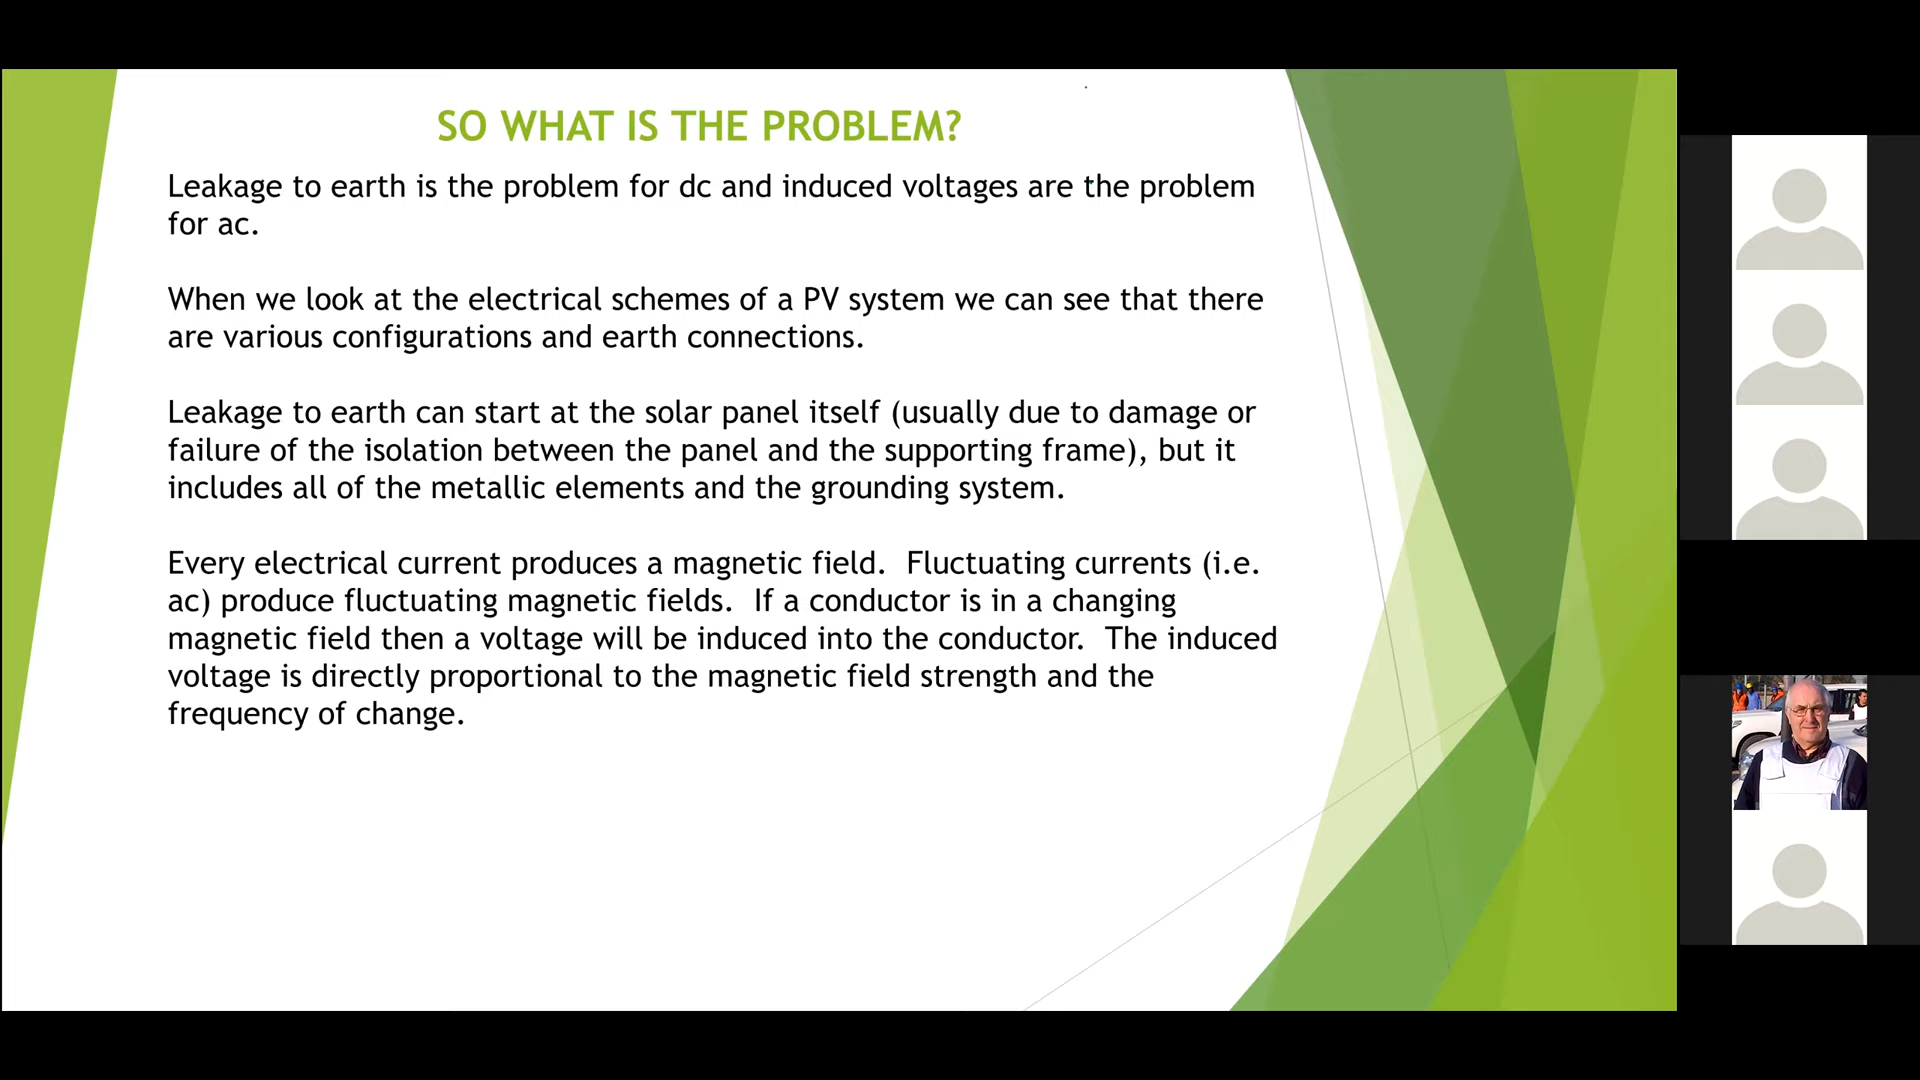 SO WHAT IS THE PROBLEM?
Leakage to earth is the problem for dc and induced voltages are the problem
for ac.
When we look at the electrical schemes of a PV system we can see that there
are various configurations and earth connections.
Leakage to earth can start at the solar panel itself (usually due to damage or
failure of the isolation between the panel and the supporting frame), but it
includes all of the metallic elements and the grounding system.
Every electrical current produces a magnetic field.  Fluctuating currents (i.e.
ac) produce fluctuating magnetic fields.  If a conductor is in a changing
magnetic field then a voltage will be induced into the conductor.  The induced
voltage is directly proportional to the magnetic field strength and the
frequency of change.